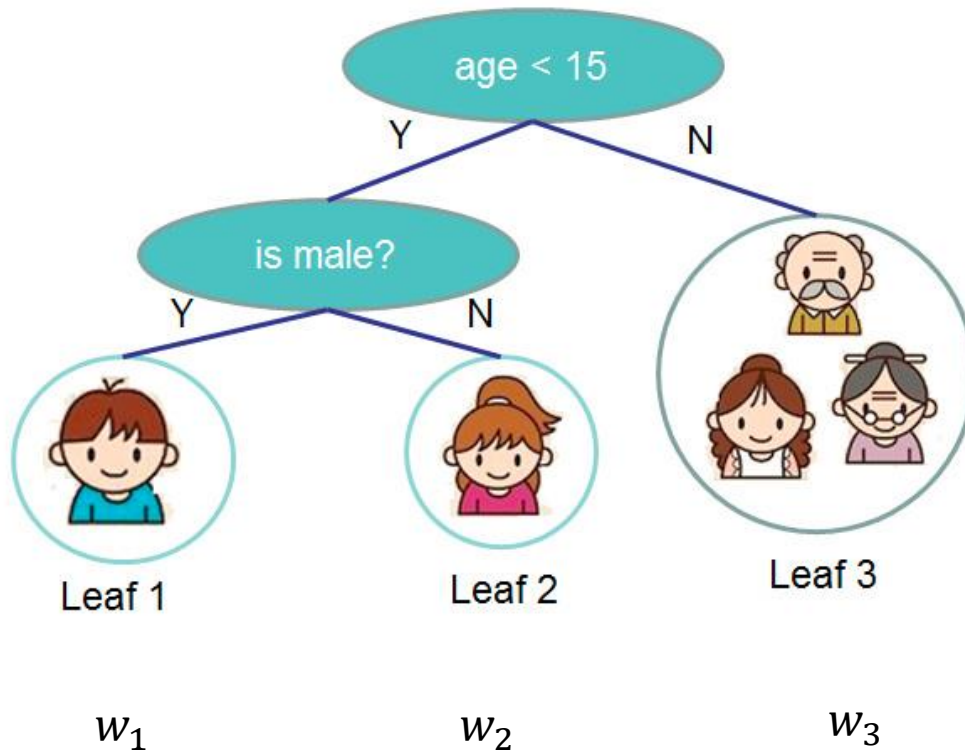 age < 15
Y
N
is male?
Y
N
Leaf 1
Leaf 2
Leaf 3
w₁
w₂
w₃